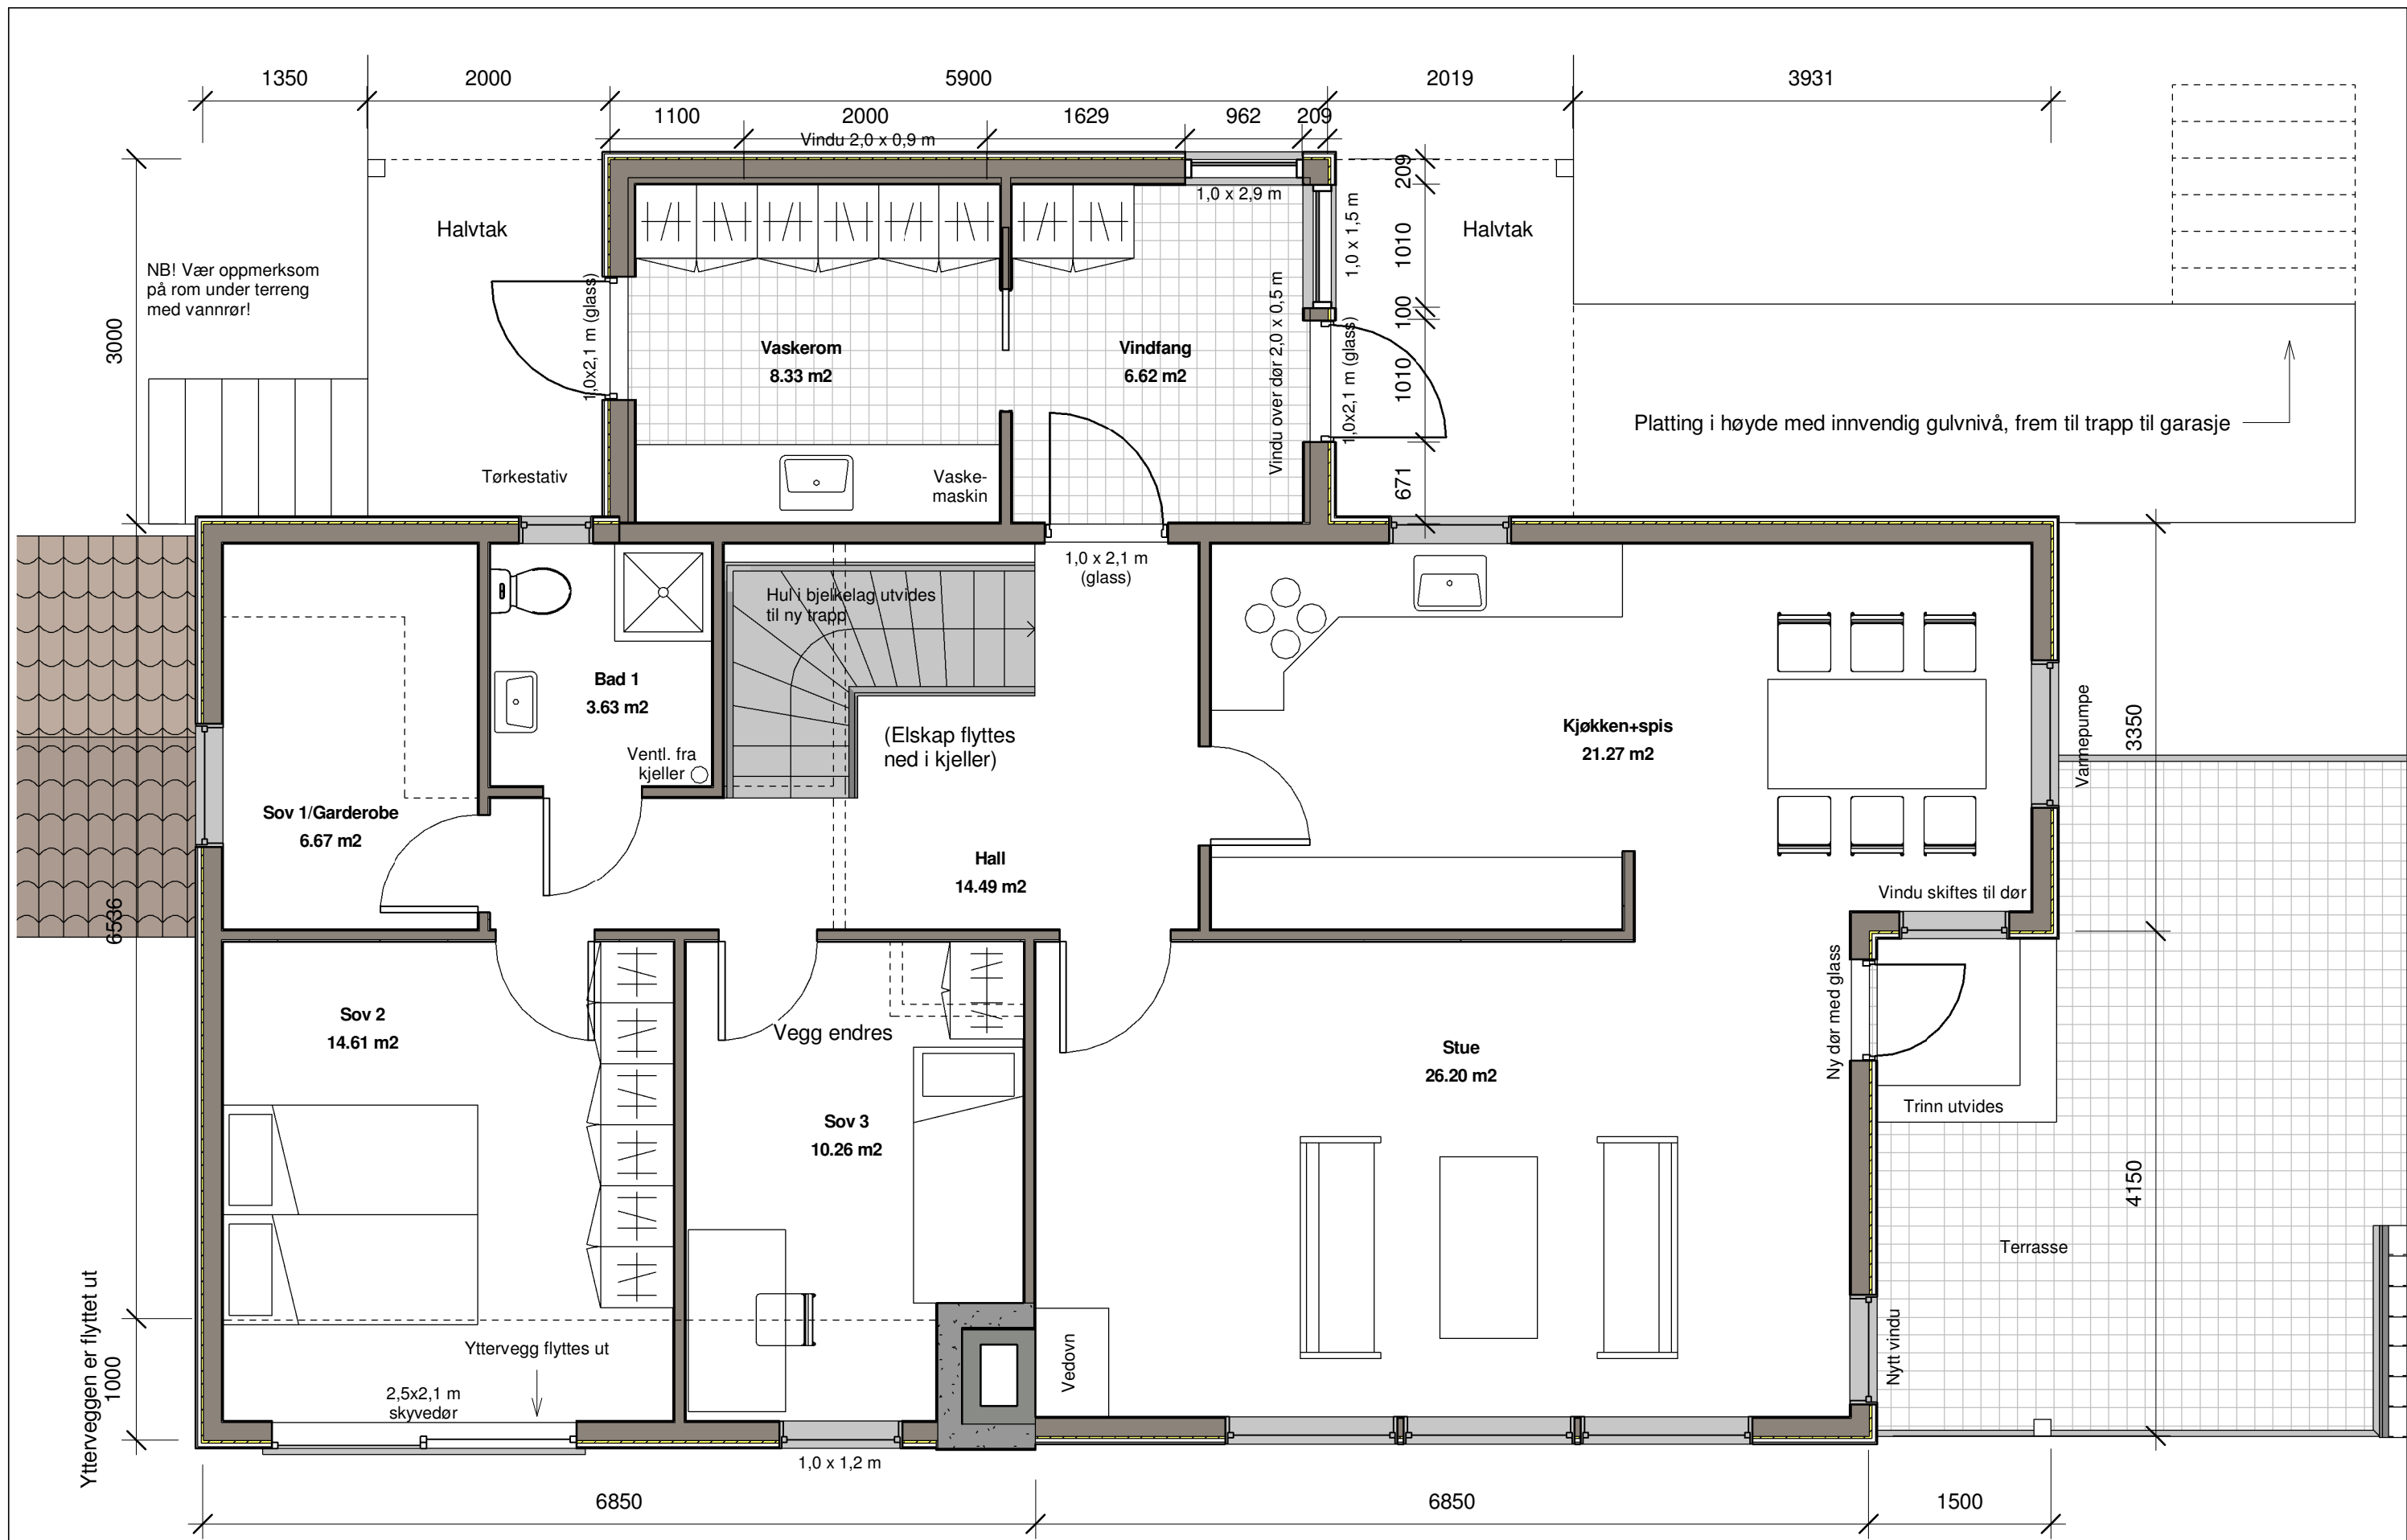 1350
2000
5900
2019
3931
1100
2000
1629
962
209
Vindu 2,0 x 0,9 m
1,0 x 2,9 m
209
1010
100
1010
671
1,0 x 1,5 m
Halvtak
Halvtak
NB! Vær oppmerksom
på rom under terreng
med vannrør!
3000
1,0x2,1 m (glass)
Vaskerom
8.33 m2
Vindfang
6.62 m2
Vindu over dør 2,0 x 0,5 m
1,0x2,1 m (glass)
Platting i høyde med innvendig gulvnivå, frem til trapp til garasje
Tørkestativ
Vaske-
maskin
1,0 x 2,1 m
(glass)
Hul i bjelkelag utvides
til ny trapp
Bad 1
3.63 m2
Ventl. fra
kjeller
(Elskap flyttes
ned i kjeller)
Kjøkken+spis
21.27 m2
Varmepumpe
3350
Sov 1/Garderobe
6.67 m2
Hall
14.49 m2
6536
Vindu skiftes til dør
Ny dør med glass
Sov 2
14.61 m2
Vegg endres
Stue
26.20 m2
Sov 3
10.26 m2
Trinn utvides
4150
Terrasse
Ytterveggen er flyttet ut
1000
Yttervegg flyttes ut
2,5x2,1 m
skyvedør
Vedovn
Nytt vindu
1,0 x 1,2 m
6850
6850
1500